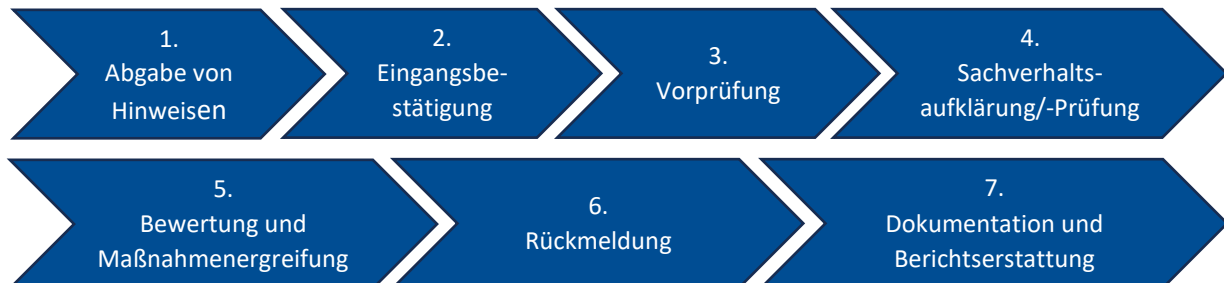 1.
Abgabe von
Hinweisen
2.
Eingangsbe-
stätigung
3.
Vorprüfung
4.
Sachverhalts-
aufklärung/-Prüfung
5.
Bewertung und
Maßnahmenergreifung
6.
Rückmeldung
7.
Dokumentation und
Berichtserstattung